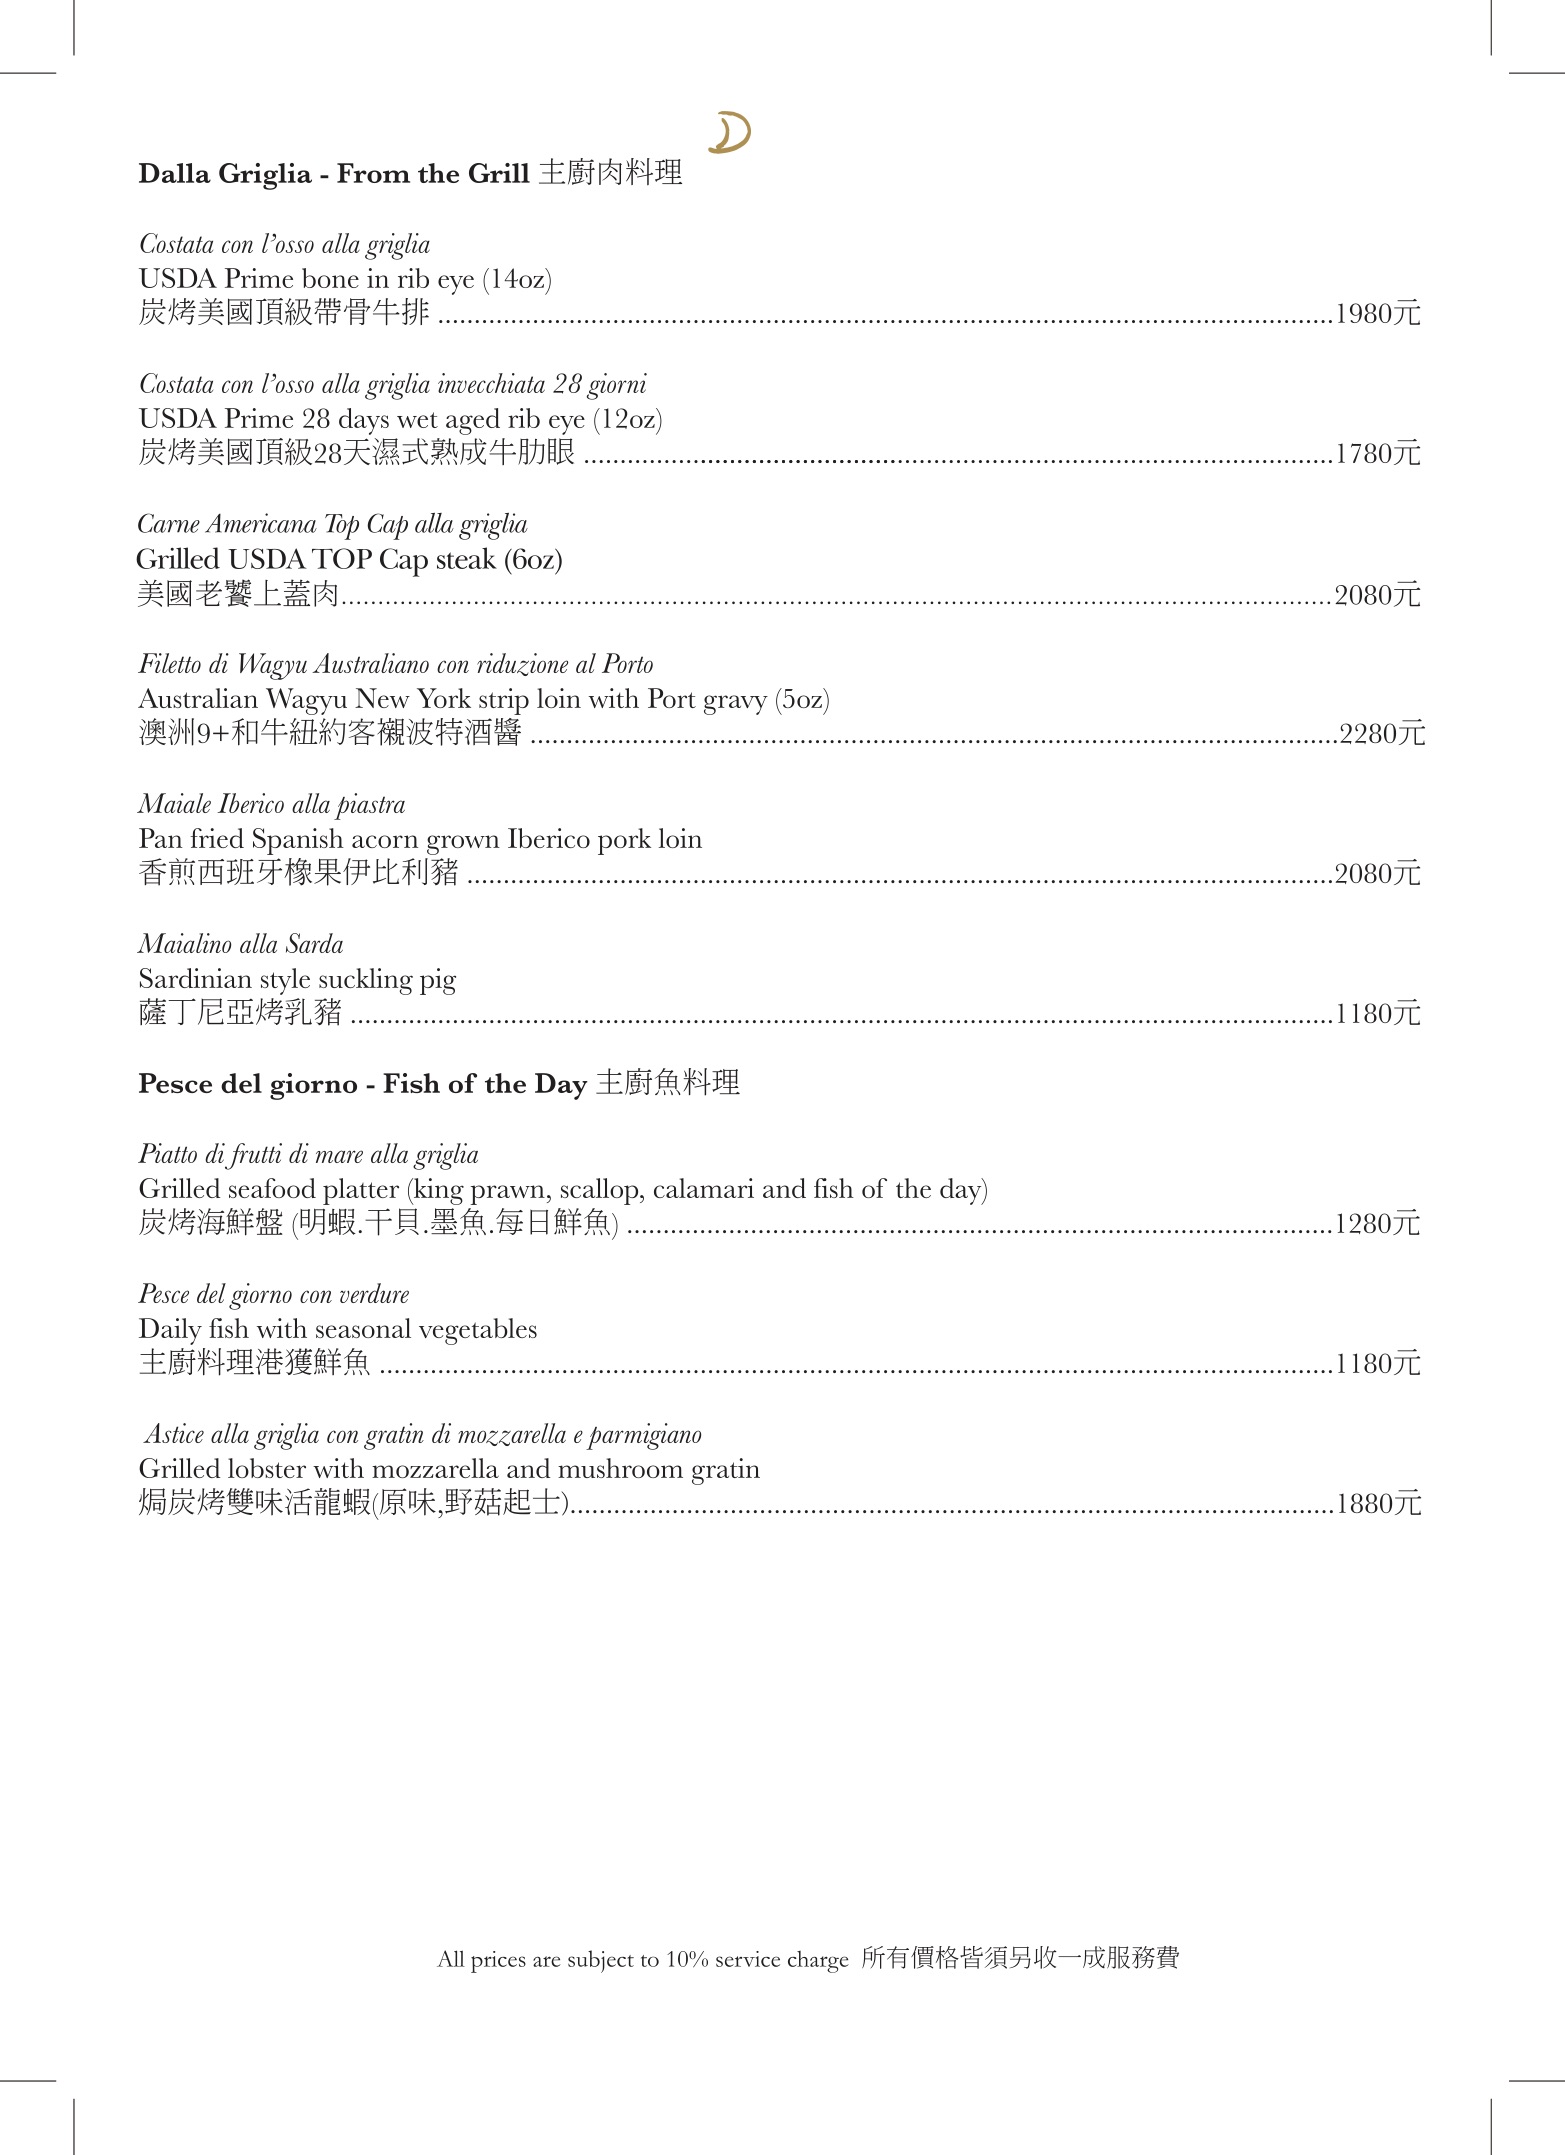 D
Dalla Griglia - From the Grill 主廚肉料理
Costata con l’osso alla griglia
USDA Prime bone in rib eye (14oz)
炭烤美國頂級帶骨牛排 ................................................................................................................................1980元
Costata con l’osso alla griglia invecchiata 28 giorni
USDA Prime 28 days wet aged rib eye (12oz)
炭烤美國頂級28天濕式熟成牛肋眼 ...........................................................................................................1780元
Carne Americana Top Cap alla griglia
Grilled USDA TOP Cap steak (6oz)
美國老饕上蓋肉..............................................................................................................................................2080元
Filetto di Wagyu Australiano con riduzione al Porto
Australian Wagyu New York strip loin with Port gravy (5oz)
澳洲9+和牛紐約客襯波特酒醬 ...................................................................................................................2280元
Maiale Iberico alla piastra
Pan fried Spanish acorn grown Iberico pork loin
香煎西班牙橡果伊比利豬 ............................................................................................................................2080元
Maialino alla Sarda
Sardinian style suckling pig
薩丁尼亞烤乳豬 ............................................................................................................................................1180元
Pesce del giorno - Fish of the Day 主廚魚料理
Piatto di frutti di mare alla griglia
Grilled seafood platter (king prawn, scallop, calamari and fish of the day)
炭烤海鮮盤 (明蝦.干貝.墨魚.每日鮮魚) .....................................................................................................1280元
Pesce del giorno con verdure
Daily fish with seasonal vegetables
主廚料理港獲鮮魚 ........................................................................................................................................1180元
Astice alla griglia con gratin di mozzarella e parmigiano
Grilled lobster with mozzarella and mushroom gratin
焗炭烤雙味活龍蝦(原味,野菇起士).............................................................................................................1880元
All prices are subject to 10% service charge 所有價格皆須另收一成服務費